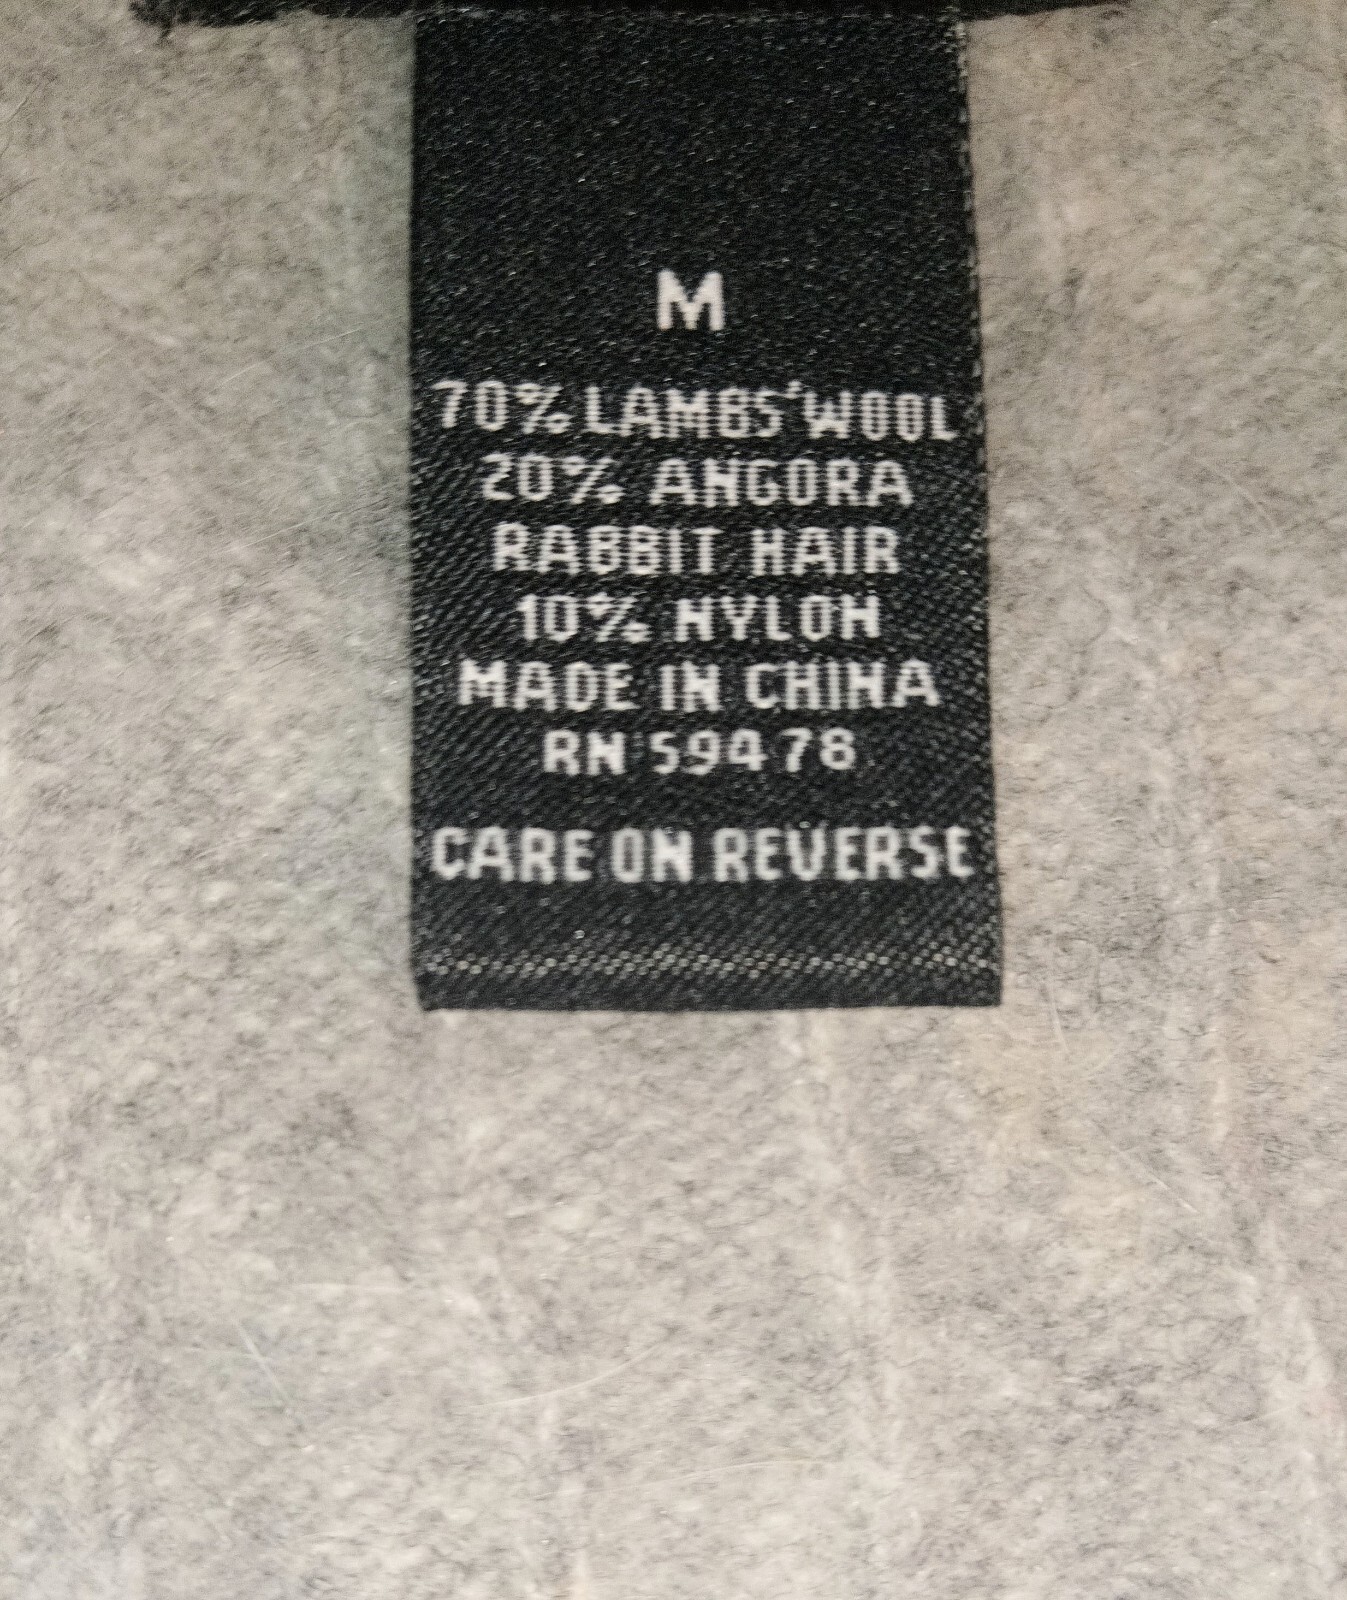 M
70% LAMBS' WOOL
20% ANGORA
RABBIT HAIR
10% NYLON
MADE IN CHINA
RN 59478
CARE ON REVERSE